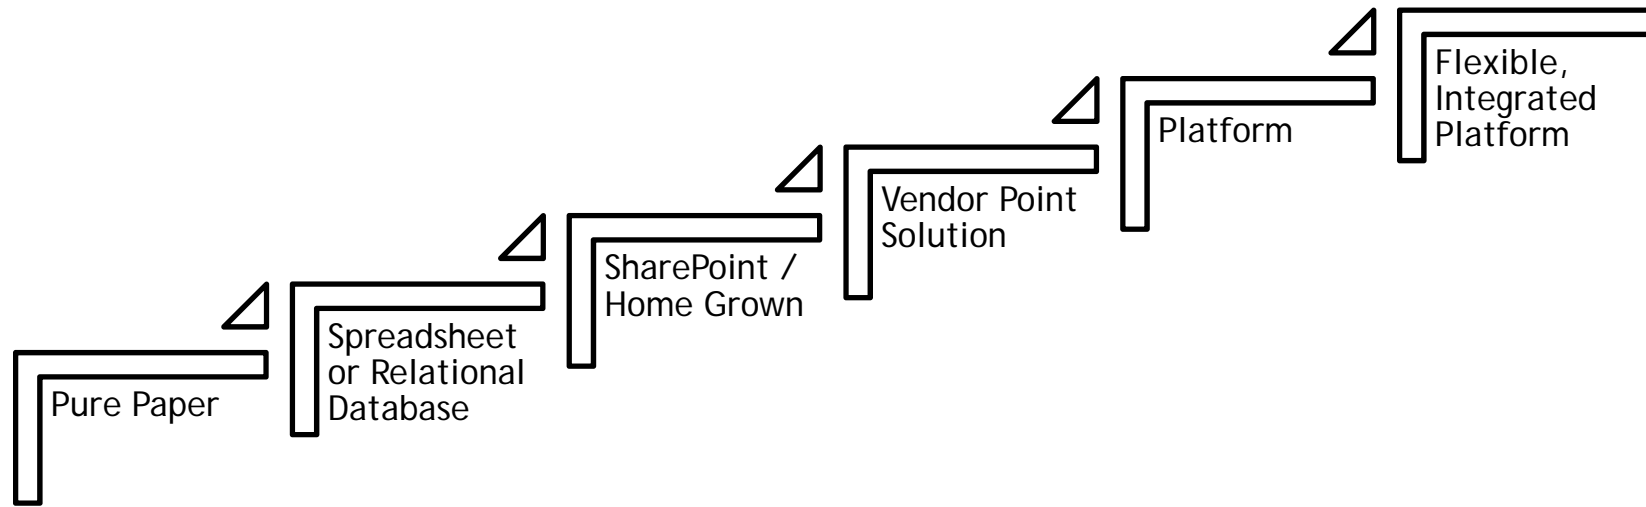 Pure Paper
Spreadsheet
or Relational
Database
SharePoint /
Home Grown
Vendor Point
Solution
Platform
Flexible,
Integrated
Platform